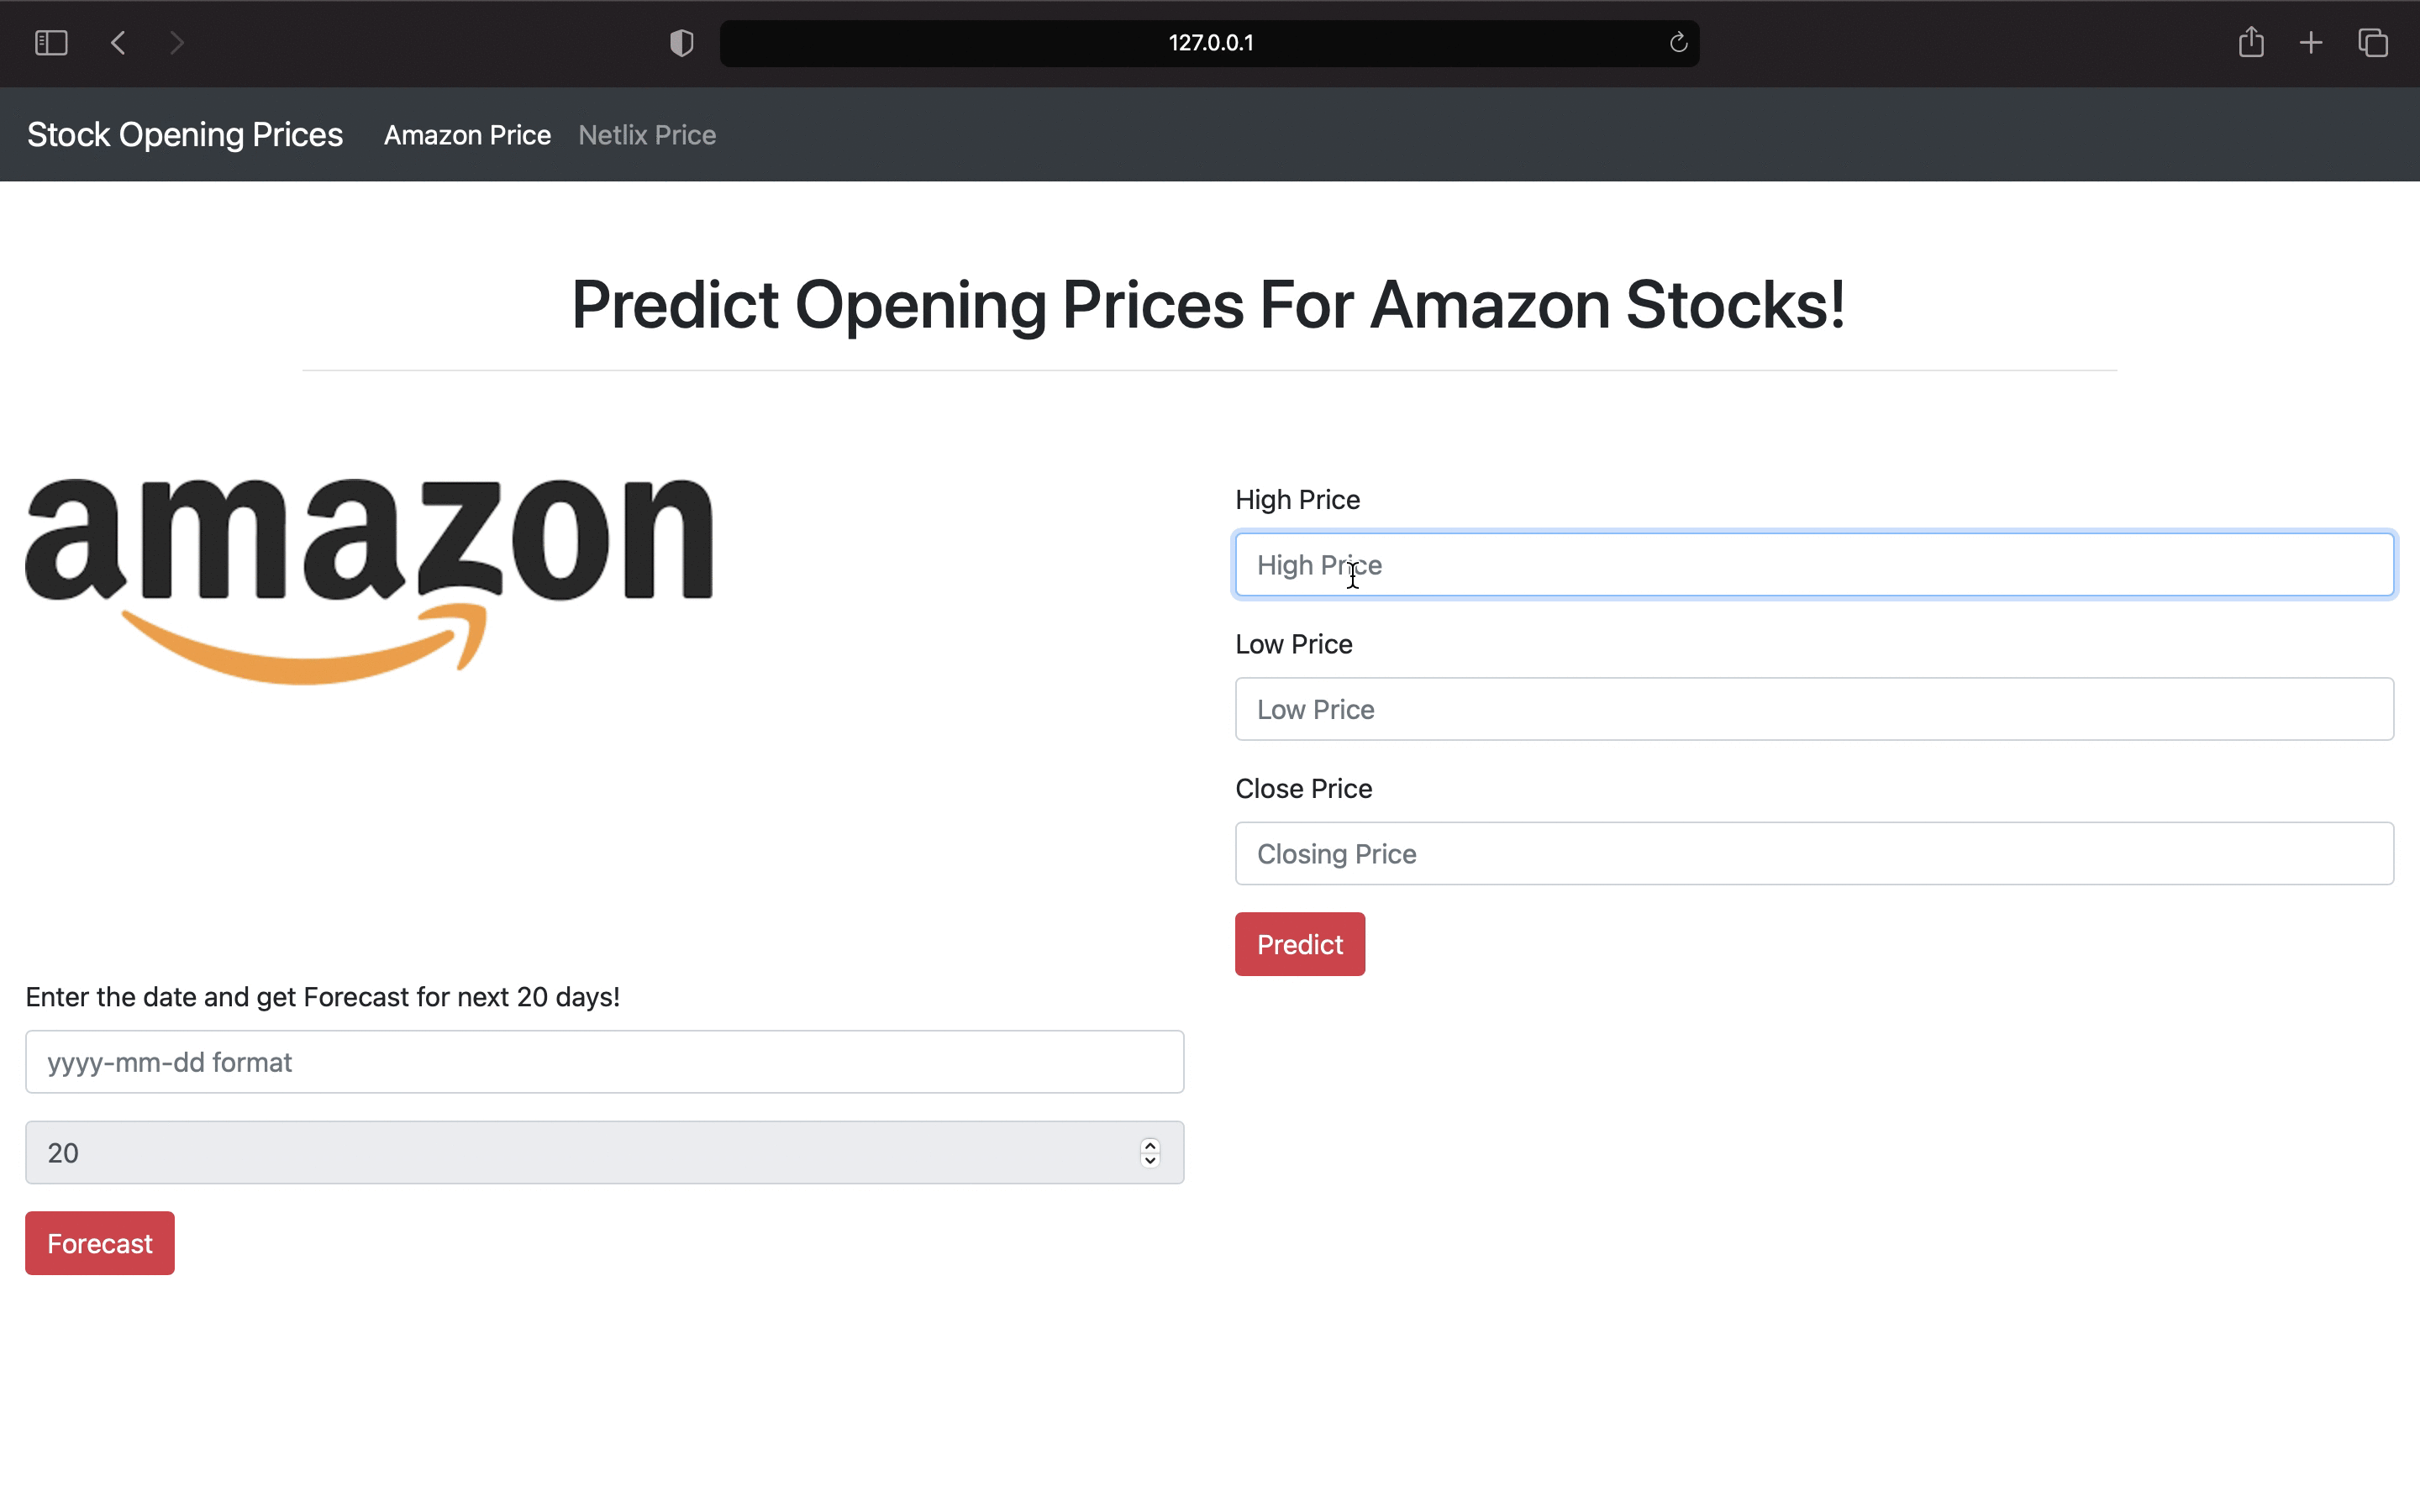 127.0.0.1
Stock Opening Prices Amazon Price Netlix Price
Predict Opening Prices For Amazon Stocks!
amazon
High Price
High Price
Low Price
Low Price
Close Price
Closing Price
Predict
Enter the date and get Forecast for next 20 days!
yyyy-mm-dd format
20
Forecast